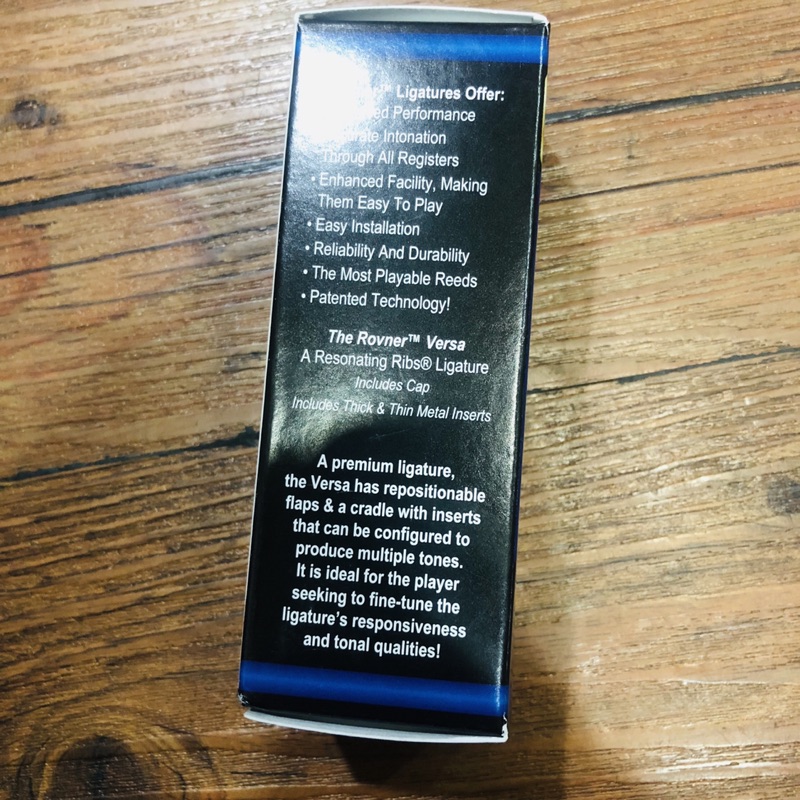 ™ Ligatures Offer:
Performance
Intonation
Through All Registers
• Enhanced Facility, Making
Them Easy To Play
• Easy Installation
• Reliability And Durability
• The Most Playable Reeds
• Patented Technology!
The Rovner™ Versa
A Resonating Ribs® Ligature
Includes Cap
Includes Thick & Thin Metal Inserts
A premium ligature,
the Versa has repositionable
flaps & a cradle with inserts
that can be configured to
produce multiple tones.
It is ideal for the player
seeking to fine-tune the
ligature's responsiveness
and tonal qualities!